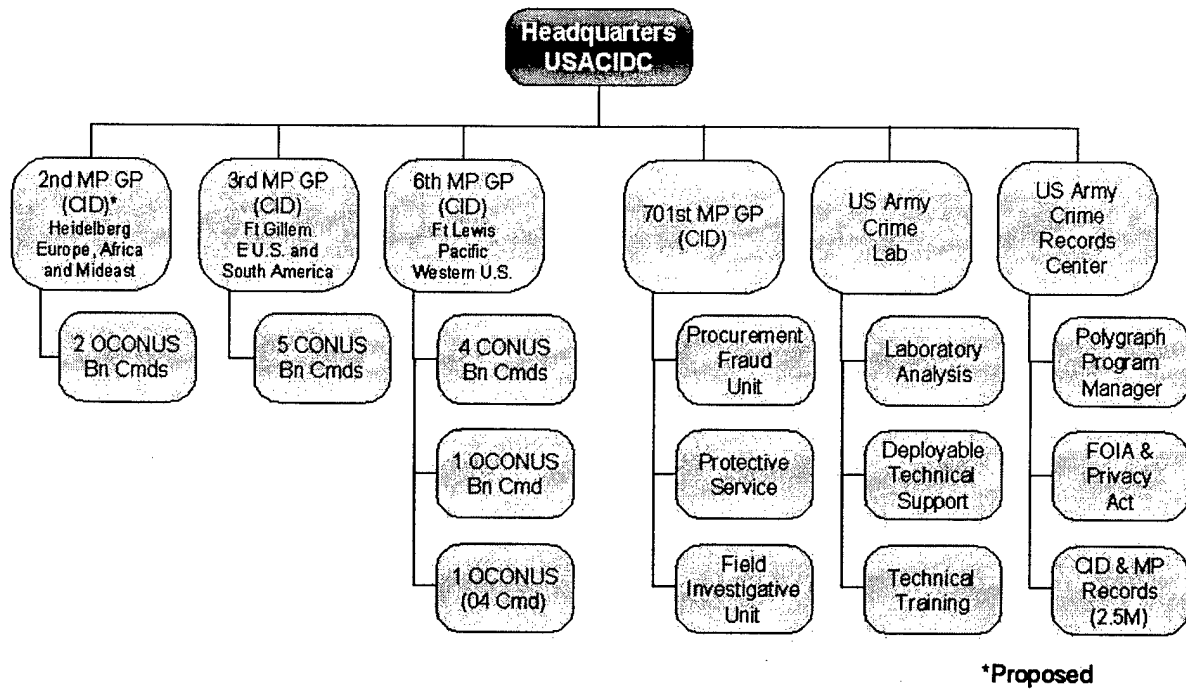 Headquarters
USACIDC
2nd MP GP
(CID)*
Heidelberg
Europe, Africa
and Mideast
2 OCONUS
Bn Cmds
3rd MP GP
(CID)
Ft Gillem
E U.S. and
South America
5 CONUS
Bn Cmds
6th MP GP
(CID)
Ft Lewis
Pacific
Western U.S.
4 CONUS
Bn Cmds
1 OCONUS
Bn Cmd
1 OCONUS
(04 Cmd)
701st MP GP
(CID)
Procurement
Fraud
Unit
Protective
Service
Field
Investigative
Unit
US Army
Crime
Lab
Laboratory
Analysis
Deployable
Technical
Support
Technical
Training
US Army
Crime
Records
Center
Polygraph
Program
Manager
FOIA &
Privacy
Act
CID & MP
Records
(2.5M)
*Proposed